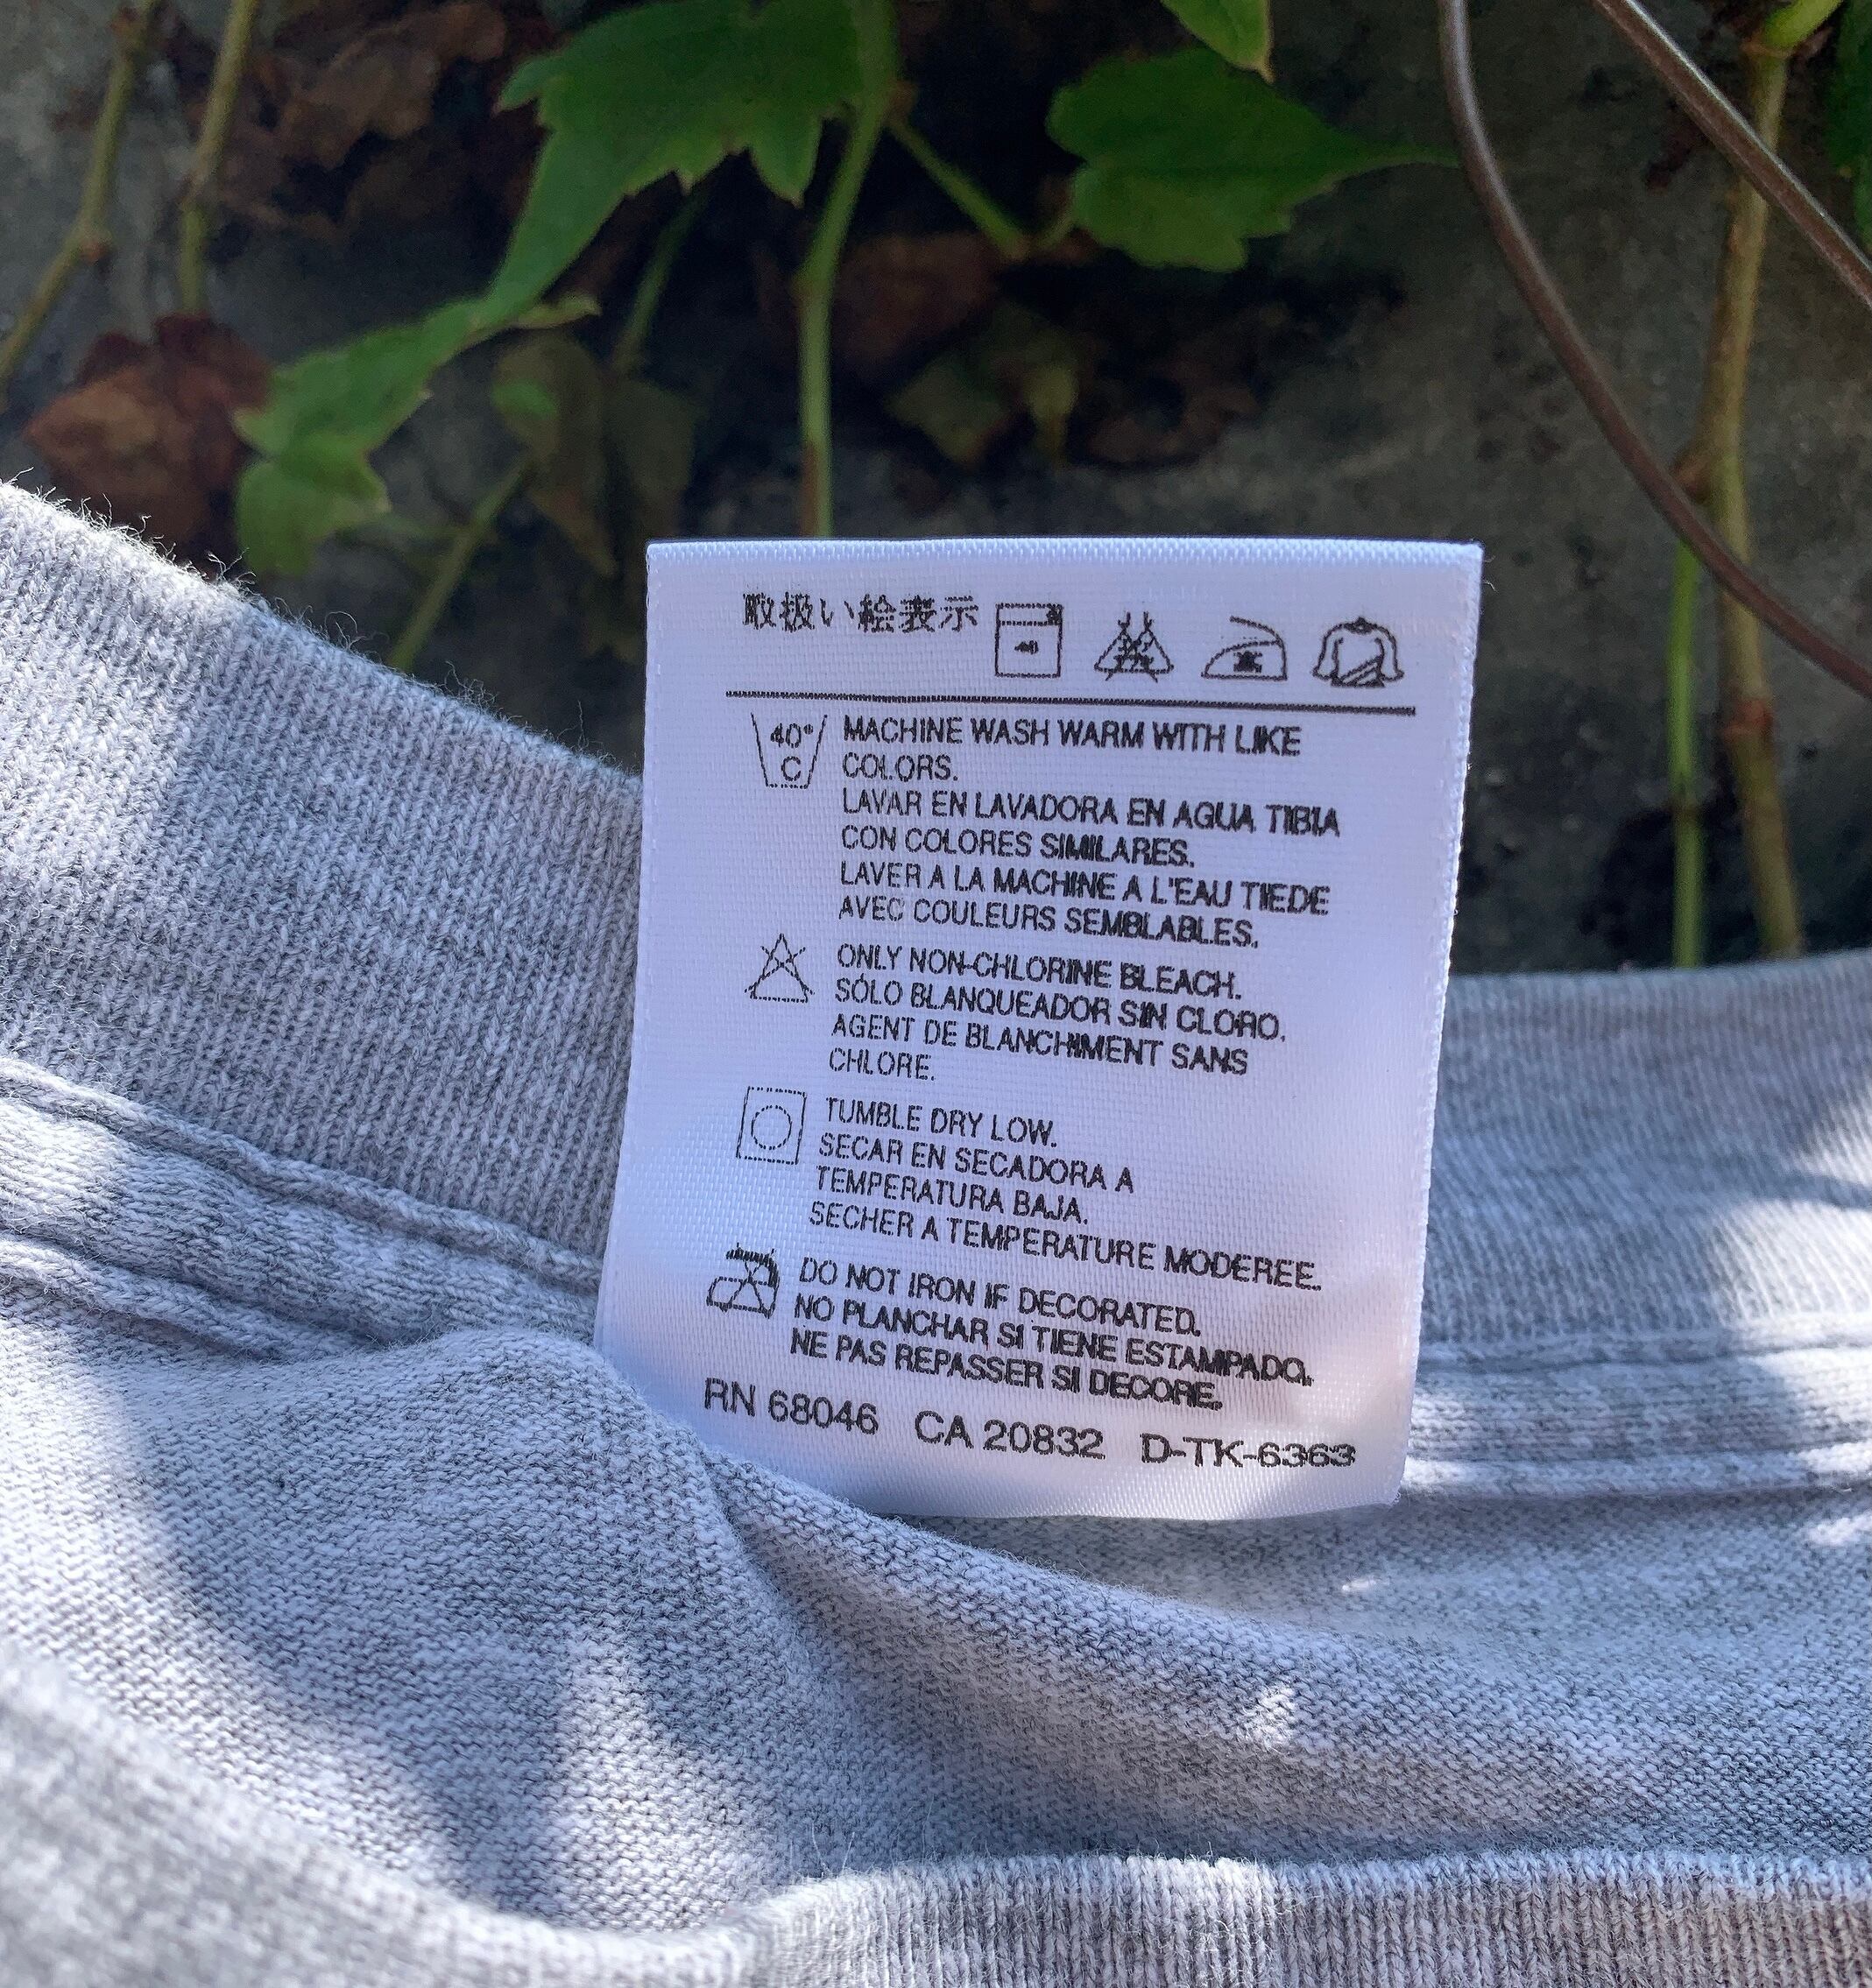 取扱い絵表示
40°
C
MACHINE WASH WARM WITH LIKE
COLORS.
LAVAR EN LAVADORA EN AGUA TIBIA
CON COLORES SIMILARES.
LAVER A LA MACHINE A L'EAU TIEDE
AVEC COULEURS SEMBLABLES.
ONLY NON-CHLORINE BLEACH.
SÓLO BLANQUEADOR SIN CLORO.
AGENT DE BLANCHIMENT SANS
CHLORE.
TUMBLE DRY LOW.
SECAR EN SECADORA A
TEMPERATURA BAJA.
SECHER A TEMPERATURE MODEREE.
DO NOT IRON IF DECORATED.
NO PLANCHAR SI TIENE ESTAMPADO.
NE PAS REPASSER SI DECORE.
RN 68046 CA 20832 D-TK-6363